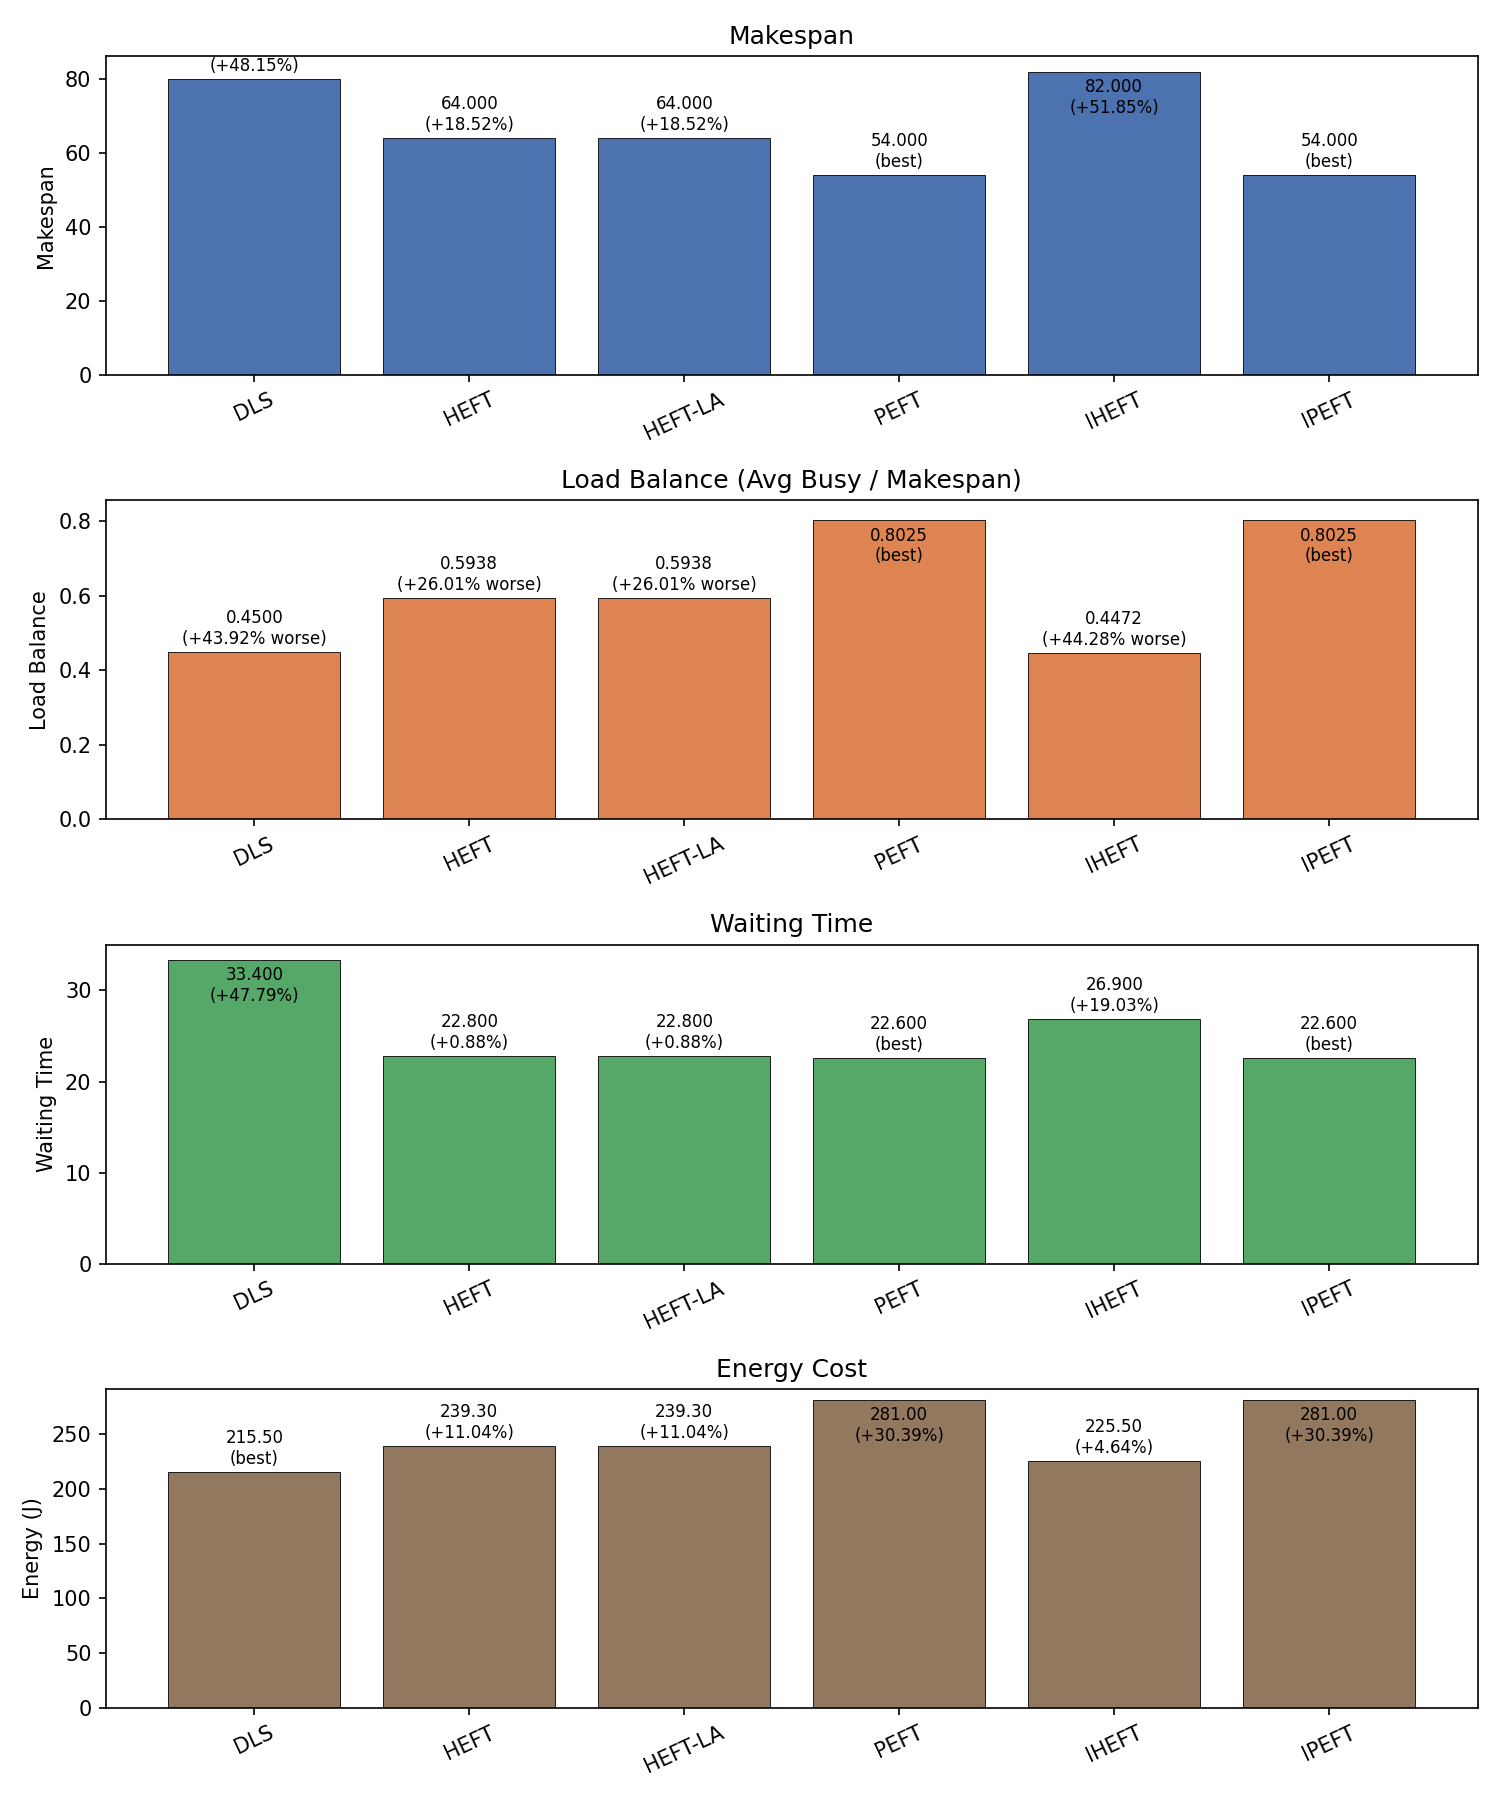 Makespan
Makespan
80
60
40
20
0
(+48.15%)
64.000
(+18.52%)
64.000
(+18.52%)
54.000
(best)
82.000
(+51.85%)
54.000
(best)
DLS
HEFT
HEFT-LA
PEFT
IHEFT
IPEFT
Load Balance (Avg Busy / Makespan)
Load Balance
0.8
0.6
0.4
0.2
0.0
0.4500
(+43.92% worse)
0.5938
(+26.01% worse)
0.5938
(+26.01% worse)
0.8025
(best)
0.4472
(+44.28% worse)
0.8025
(best)
DLS
HEFT
HEFT-LA
PEFT
IHEFT
IPEFT
Waiting Time
Waiting Time
30
20
10
0
33.400
(+47.79%)
22.800
(+0.88%)
22.800
(+0.88%)
22.600
(best)
26.900
(+19.03%)
22.600
(best)
DLS
HEFT
HEFT-LA
PEFT
IHEFT
IPEFT
Energy Cost
Energy (J)
250
200
150
100
50
0
215.50
(best)
239.30
(+11.04%)
239.30
(+11.04%)
281.00
(+30.39%)
225.50
(+4.64%)
281.00
(+30.39%)
DLS
HEFT
HEFT-LA
PEFT
IHEFT
IPEFT